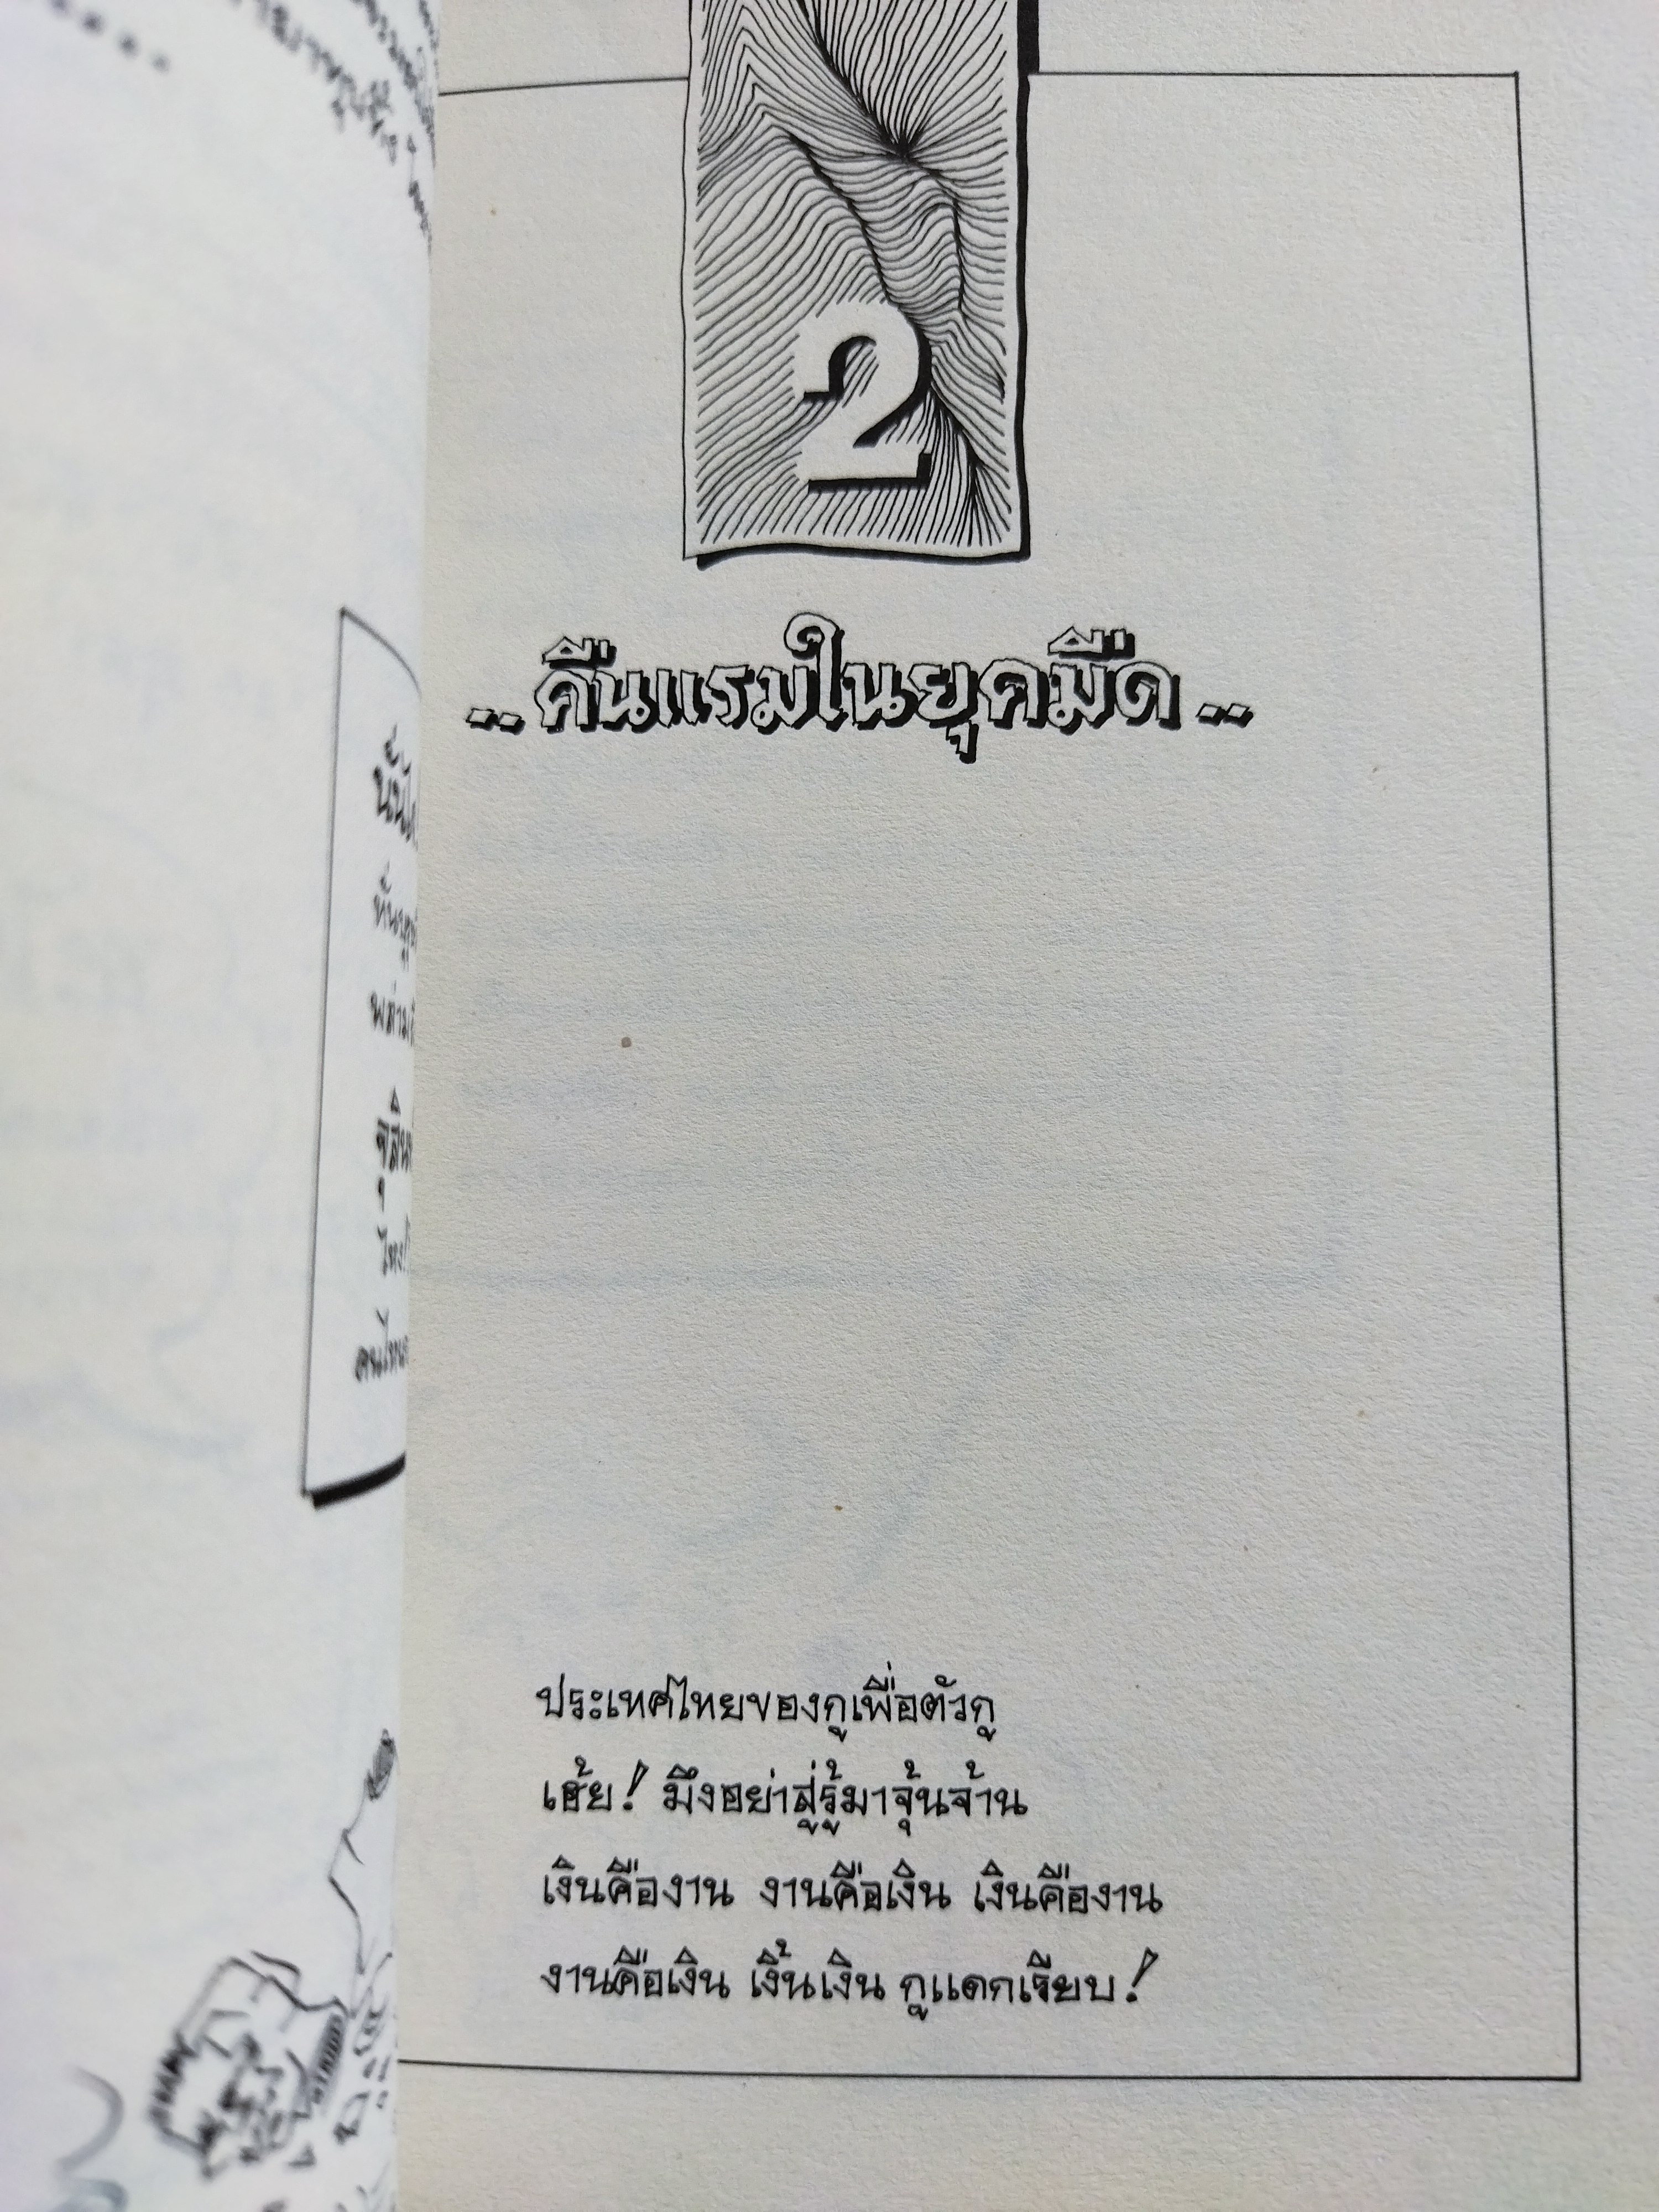 2
..คืนแรมในยุคมืด..
ประเทศไทยของกูเพื่อตัวกู
เฮ้ย! มึงอย่าสู่รู้มาจุ้นจ้าน
เงินคืองาน งานคือเงิน เงินคืองาน
งานคือเงิน เงิ้นเงิน กูแดกเรียบ!